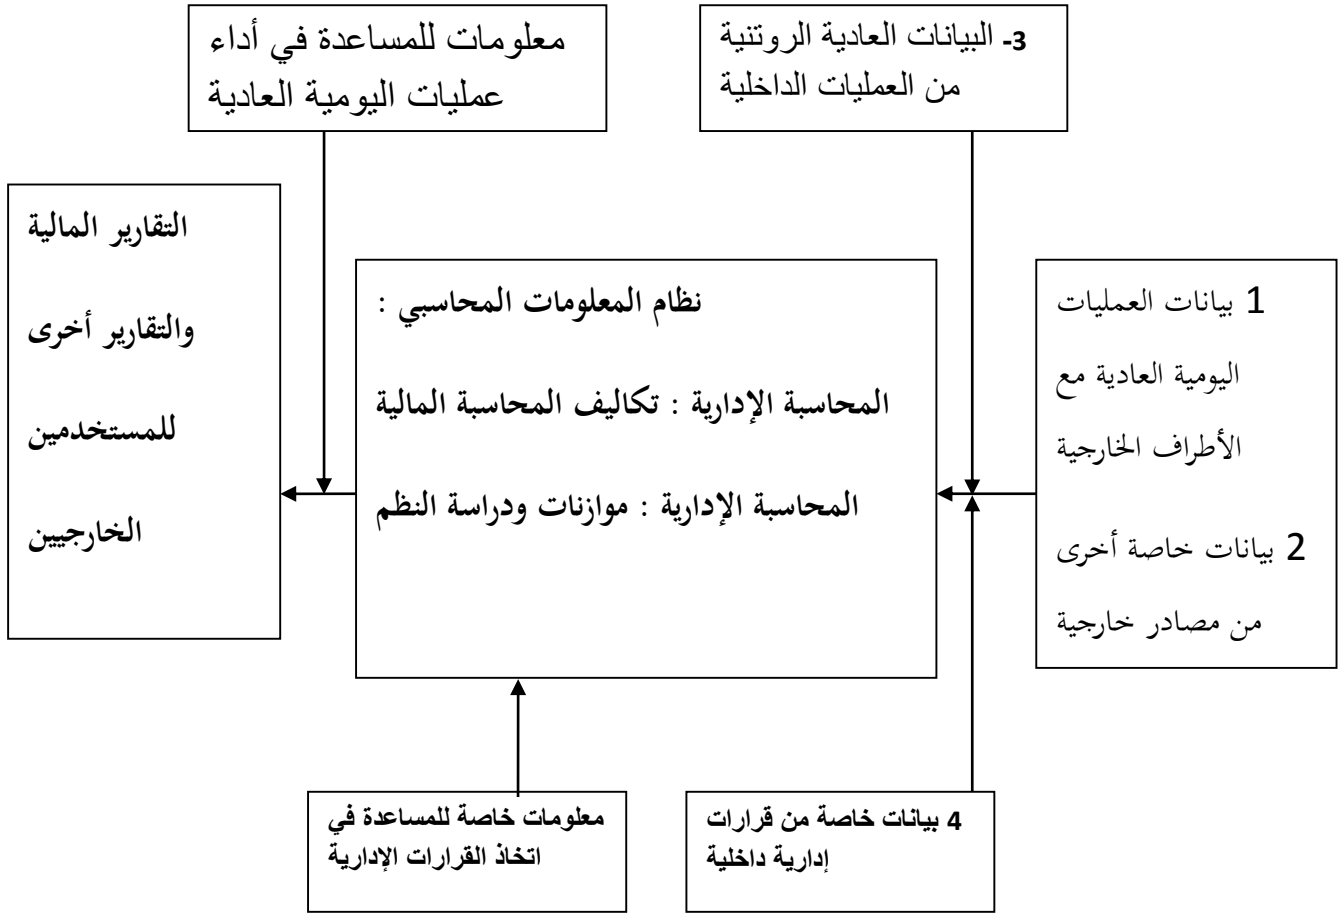 3- البيانات العادية الروتنية
من العمليات الداخلية
معلومات للمساعدة في أداء
عمليات اليومية العادية
1 بيانات العمليات
اليومية العادية مع
الأطراف الخارجية
2 بيانات خاصة أخرى
من مصادر خارجية
نظام المعلومات المحاسبي :
المحاسبة الإدارية : تكاليف المحاسبة المالية
المحاسبة الإدارية : موازنات ودراسة النظم
التقارير المالية
والتقارير أخرى
للمستخدمين
الخارجيين
4 بيانات خاصة من قرارات
إدارية داخلية
معلومات خاصة للمساعدة في
اتخاذ القرارات الإدارية